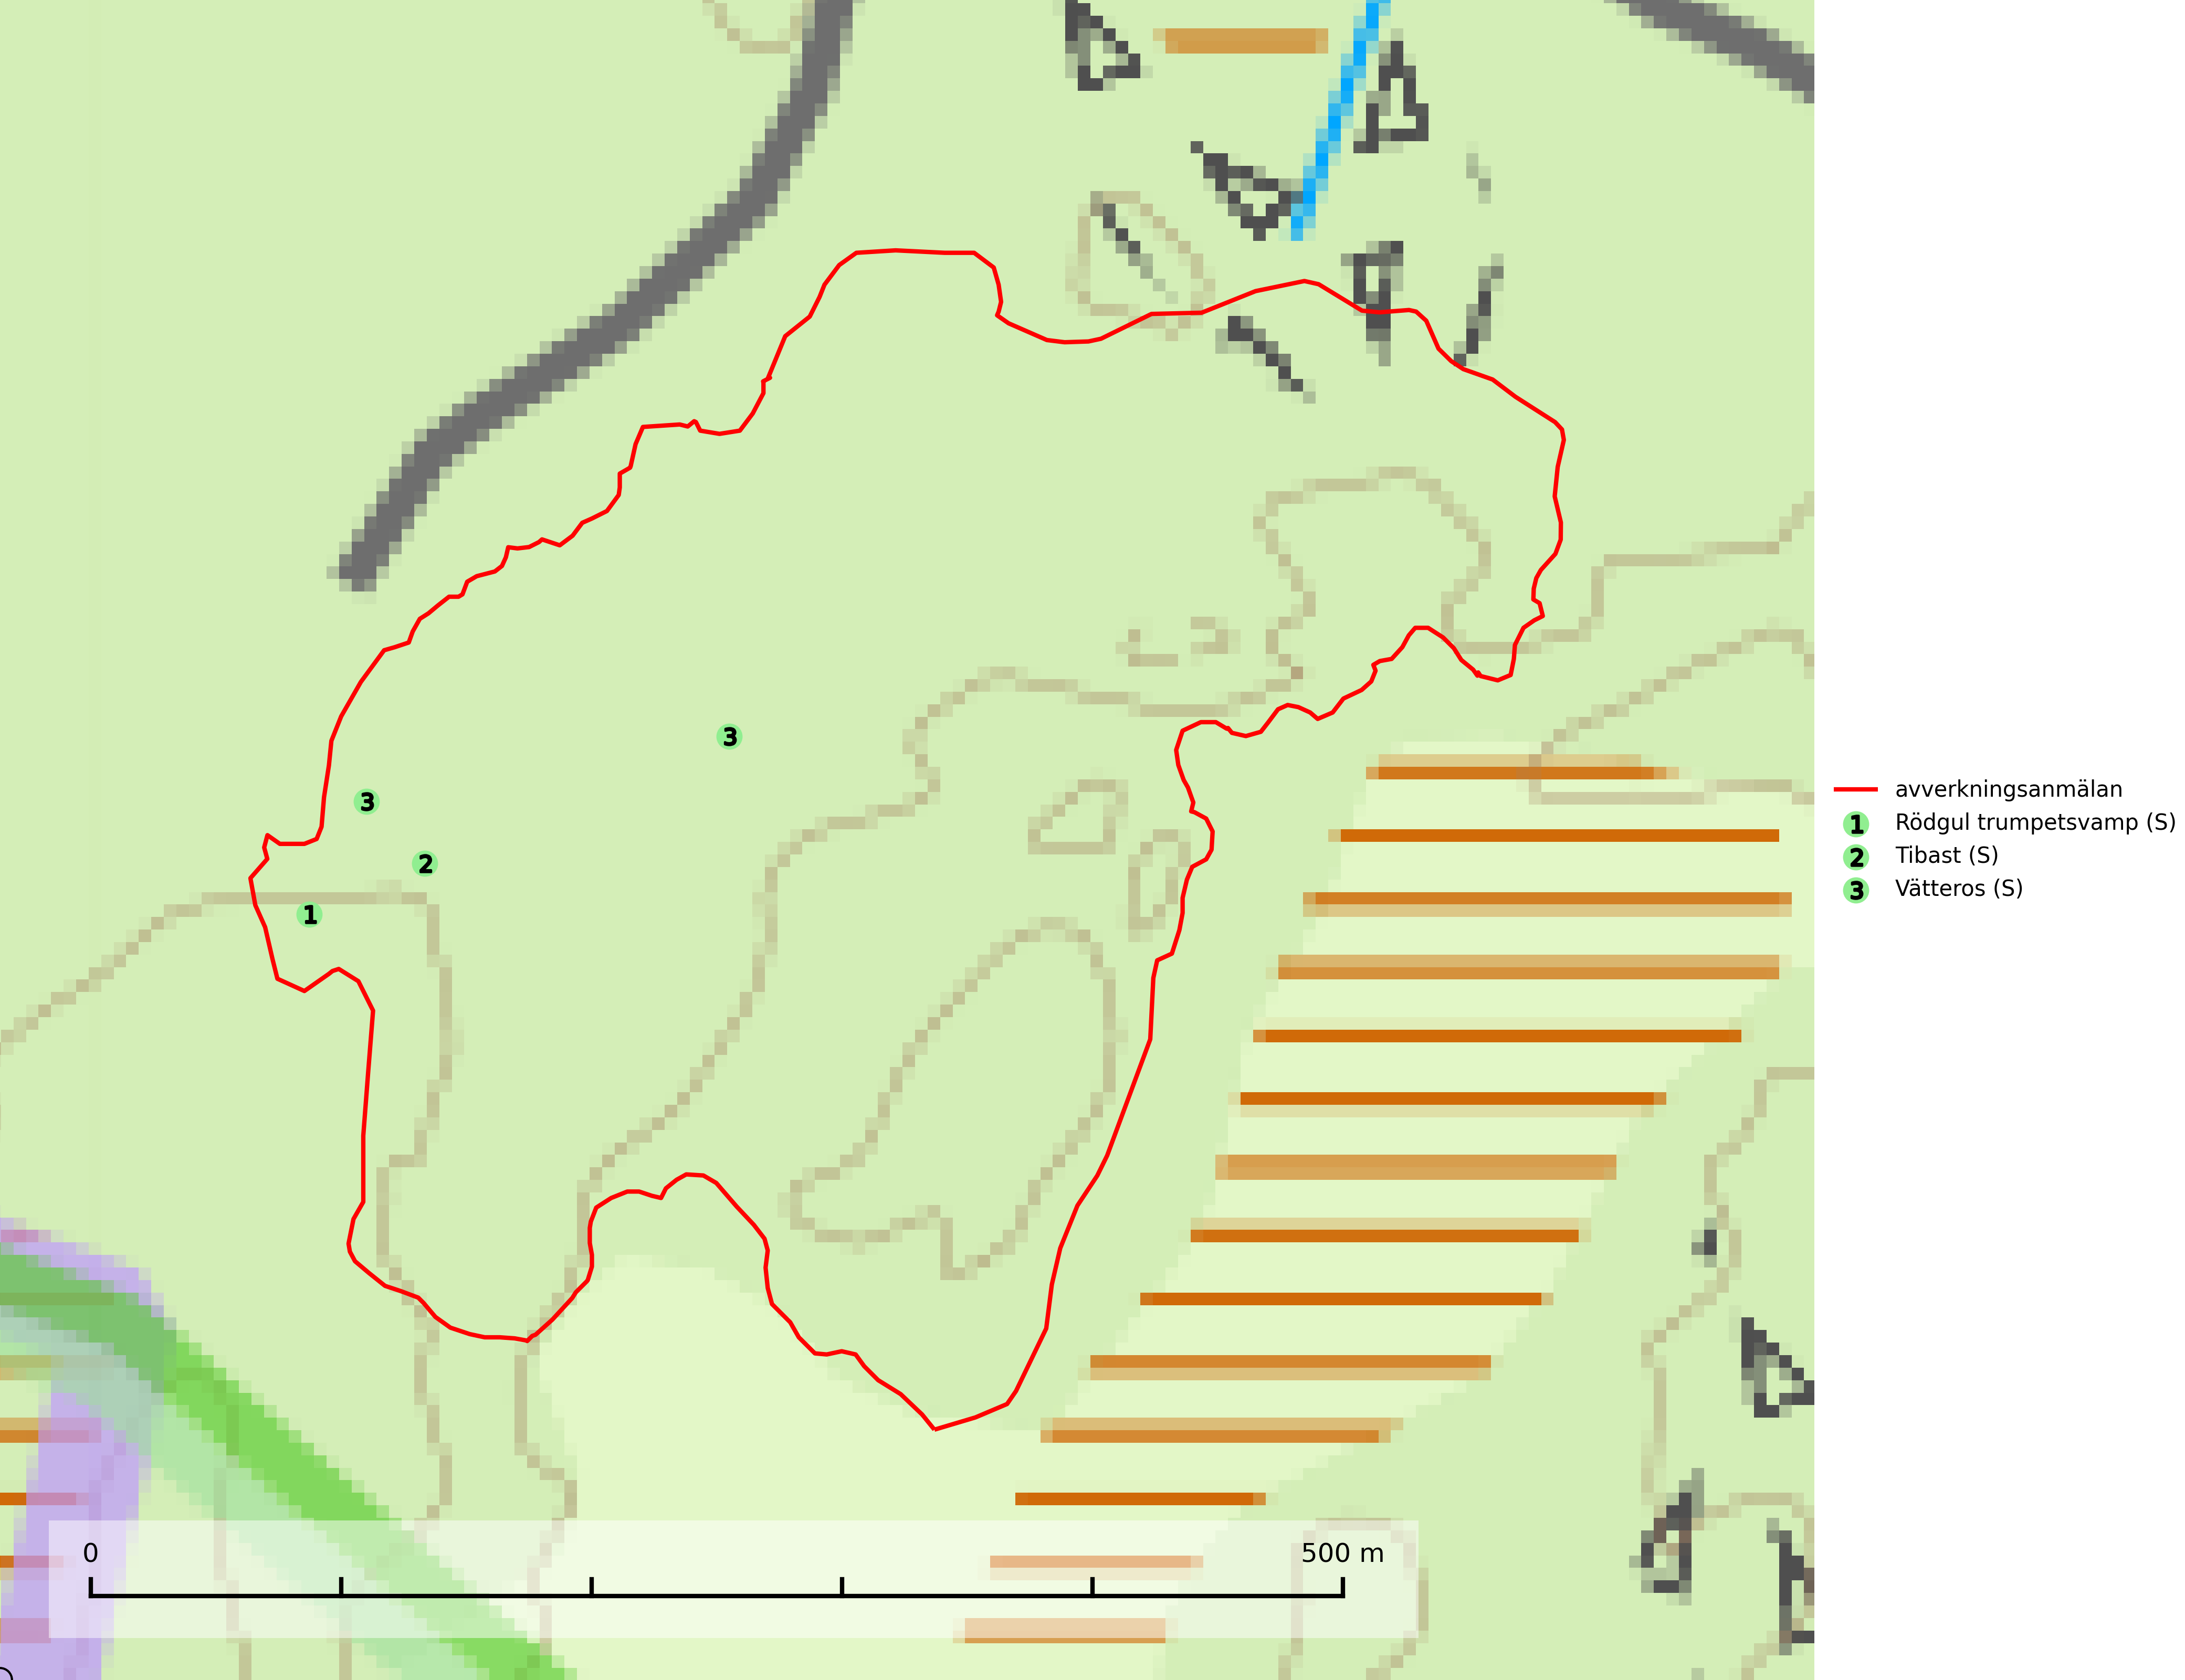 3
3
2
1
avverkningsanmälan
1 Rödgul trumpetsvamp (S)
2 Tibast (S)
3 Vätteros (S)
0 500 m